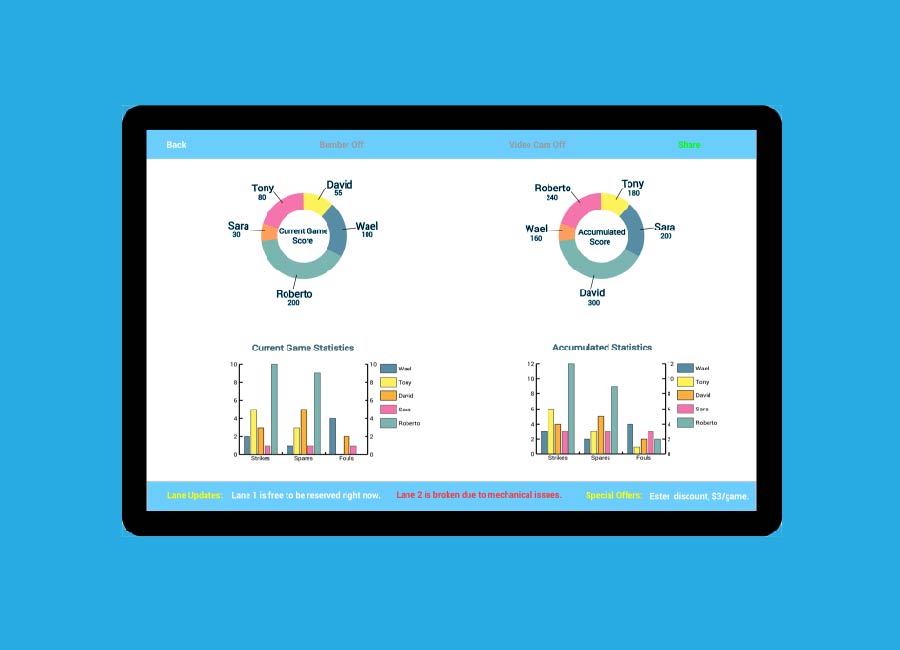 Back
Bember Off
Video Cam Off
Share
Tony
80
David
55
Sara
30
Wael
Current Game
Score
Roberto
200
Roberto
240
Tony
180
Wael
160
Sara
200
Accumulated
Score
David
300
Current Game Statistics
10
8
6
4
2
0
10
8
6
4
2
0
Strikes
Spares
Fouls
Wael
Tony
David
Sara
Roberto
Accumulated Statistics
12
10
8
6
4
2
0
12
10
8
6
4
2
Strikes
Spares
Fouls
Wael
Tony
David
Sara
Roberto
Lane Updates: Lane 1 is free to be reserved right now. Lane 2 is broken due to mechanical issues. Special Offers: Ester discount, $3/game.